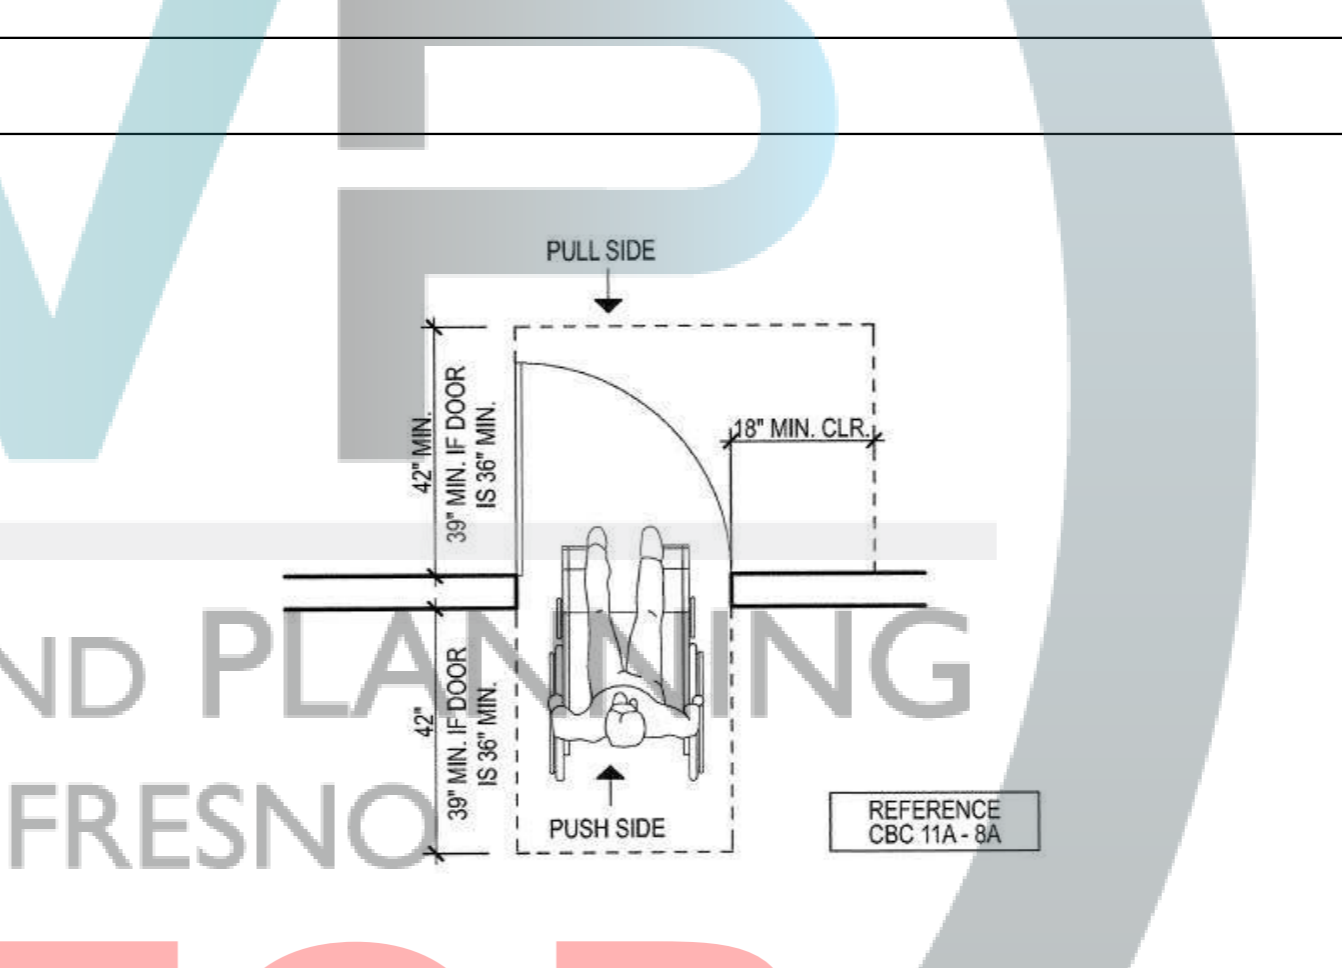 PULL SIDE
42" MIN.
39" MIN. IF DOOR
IS 36" MIN.
18" MIN. CLR.
ND PLANNING
42"
39" MIN. IF DOOR
IS 36" MIN.
FRESNO
PUSH SIDE
REFERENCE
CBC 11A - 8A